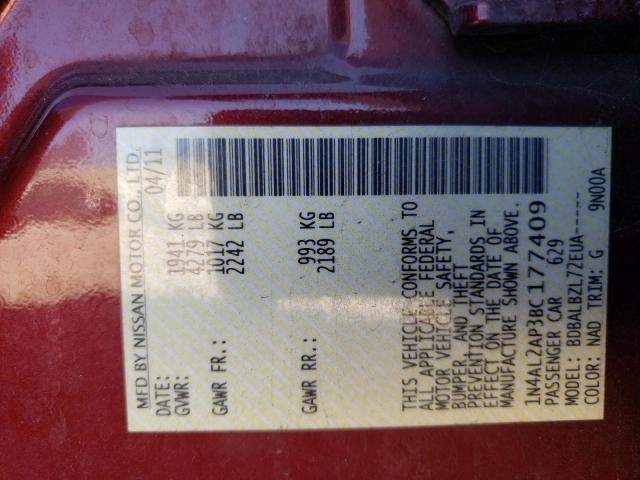 MFD BY NISSAN MOTOR CO., LTD.
DATE: 04/11
GVWR: 1941 KG
4279 LB
GAWR FR.: 1017 KG
2242 LB
GAWR RR.: 993 KG
2189 LB
THIS VEHICLE CONFORMS TO
ALL APPLICABLE FEDERAL
MOTOR VEHICLE SAFETY,
BUMPER, AND THEFT
PREVENTION STANDARDS IN
EFFECT ON THE DATE OF
MANUFACTURE SHOWN ABOVE.
1N4AL2AP3BC177409
PASSENGER CAR 629
MODEL: BDBALBZL72EUA-----
COLOR: NAD TRIM: G 9N00A